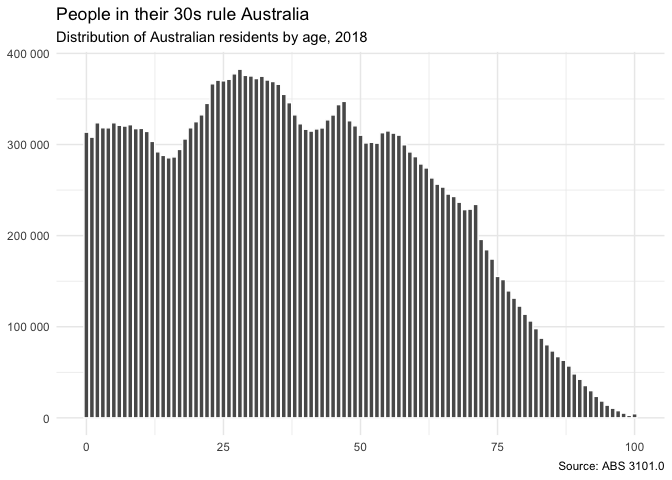 People in their 30s rule Australia
Distribution of Australian residents by age, 2018
400 000
300 000
200 000
100 000
0
0 25 50 75 100
Source: ABS 3101.0